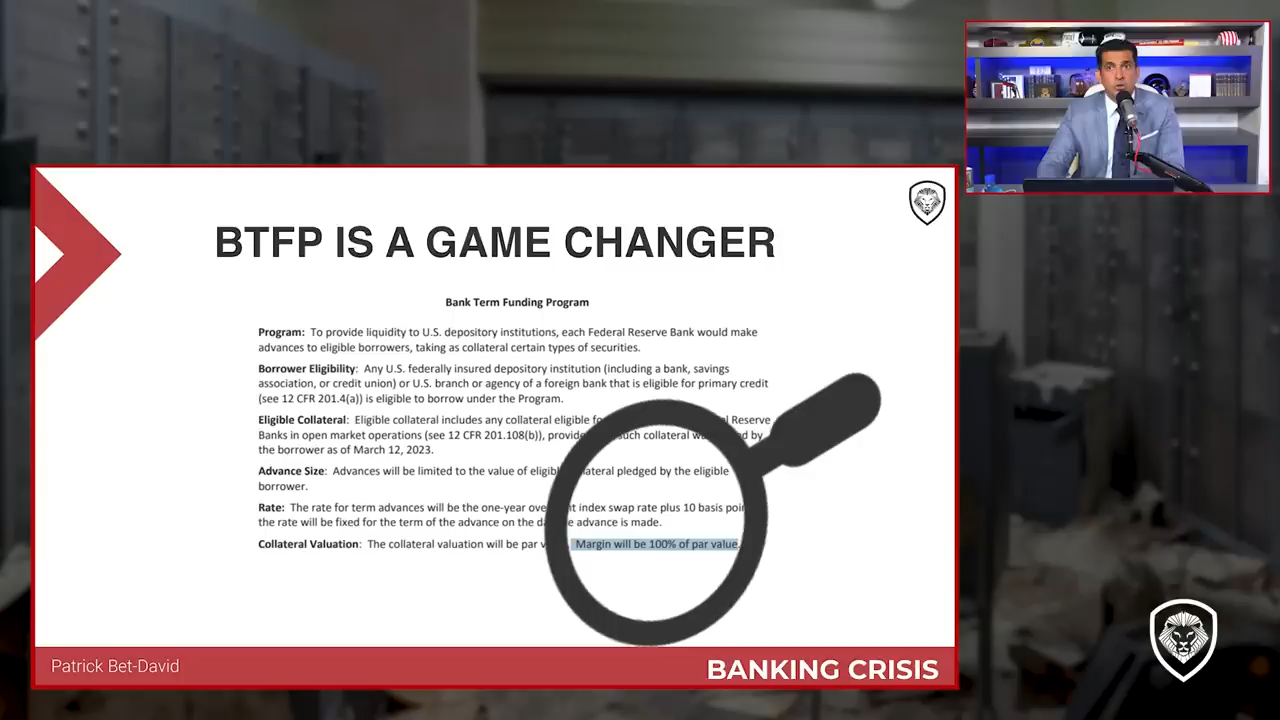 BTFP IS A GAME CHANGER
Bank Term Funding Program
Program: To provide liquidity to U.S. depository institutions, each Federal Reserve Bank would make
advances to eligible borrowers, taking as collateral certain types of securities.
Borrower Eligibility: Any U.S. federally insured depository institution (including a bank, savings
association, or credit union) or U.S. branch or agency of a foreign bank that is eligible for primary credit
(see 12 CFR 201.4(a)) is eligible to borrow under the Program.
Eligible Collateral: Eligible collateral includes any collateral eligible Reserve
Banks in open market operations (see 12 CFR 201.108(b)), such collateral by
the borrower as of March 12, 2023.
Advance Size: Advances will be limited to the value of pledged by the eligible
borrower.
Rate: The rate for term advances will be the one-year index swap rate plus 10 basis
the rate will be fixed for the term of the advance on the advance is made.
Collateral Valuation: The collateral valuation will be par Margin will be 100% of par value.
Patrick Bet-David
BANKING CRISIS